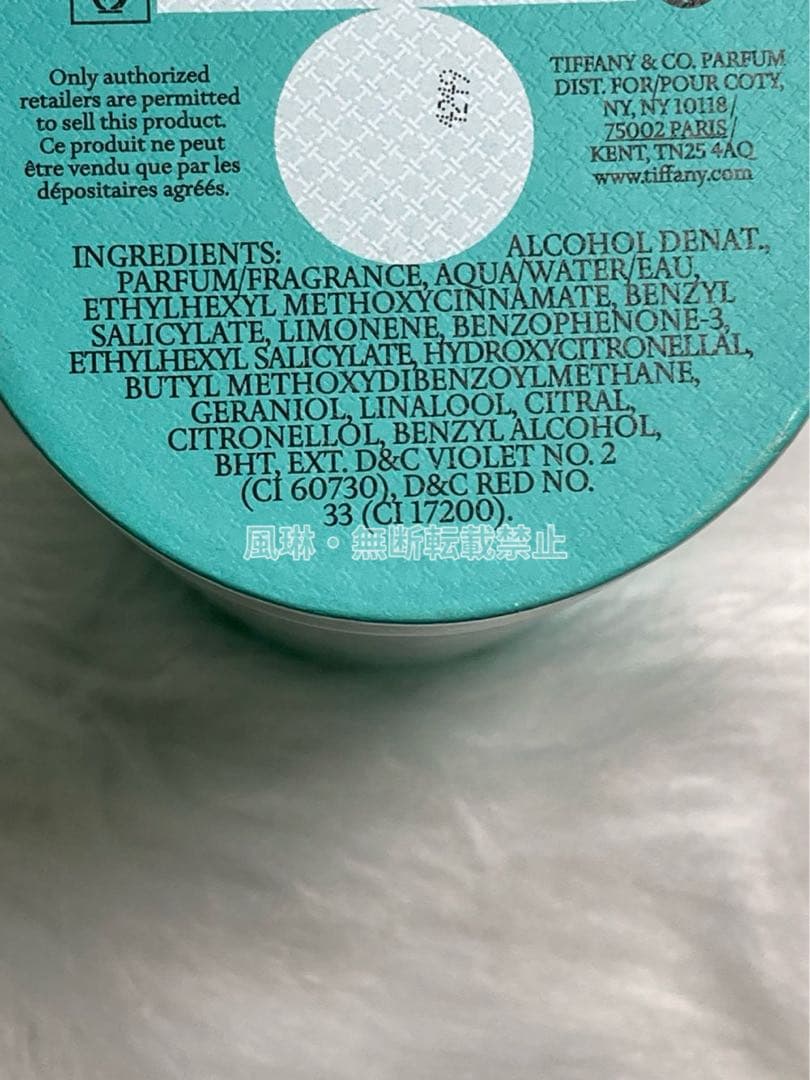 Only authorized
retailers are permitted
to sell this product.
Ce produit ne peut
être vendu que par les
dépositaires agréés.
TIFFANY & CO. PARFUM
DIST. FOR/POUR COTY,
NY, NY 10118/
75002 PARIS/
KENT, TN25 4AQ
www.tiffany.com
INGREDIENTS: ALCOHOL DENAT.,
PARFUM/FRAGRANCE, AQUA/WATER/EAU,
ETHYLHEXYL METHOXYCINNAMATE, BENZYL
SALICYLATE, LIMONENE, BENZOPHENONE-3,
ETHYLHEXYL SALICYLATE, HYDROXYCITRONELLAL,
BUTYL METHOXYDIBENZOYLMETHANE,
GERANIOL, LINALOOL, CITRAL,
CITRONELLOL, BENZYL ALCOHOL,
BHT, EXT. D&C VIOLET NO. 2
(CI 60730), D&C RED NO.
33 (CI 17200).
風琳・無断転載禁止